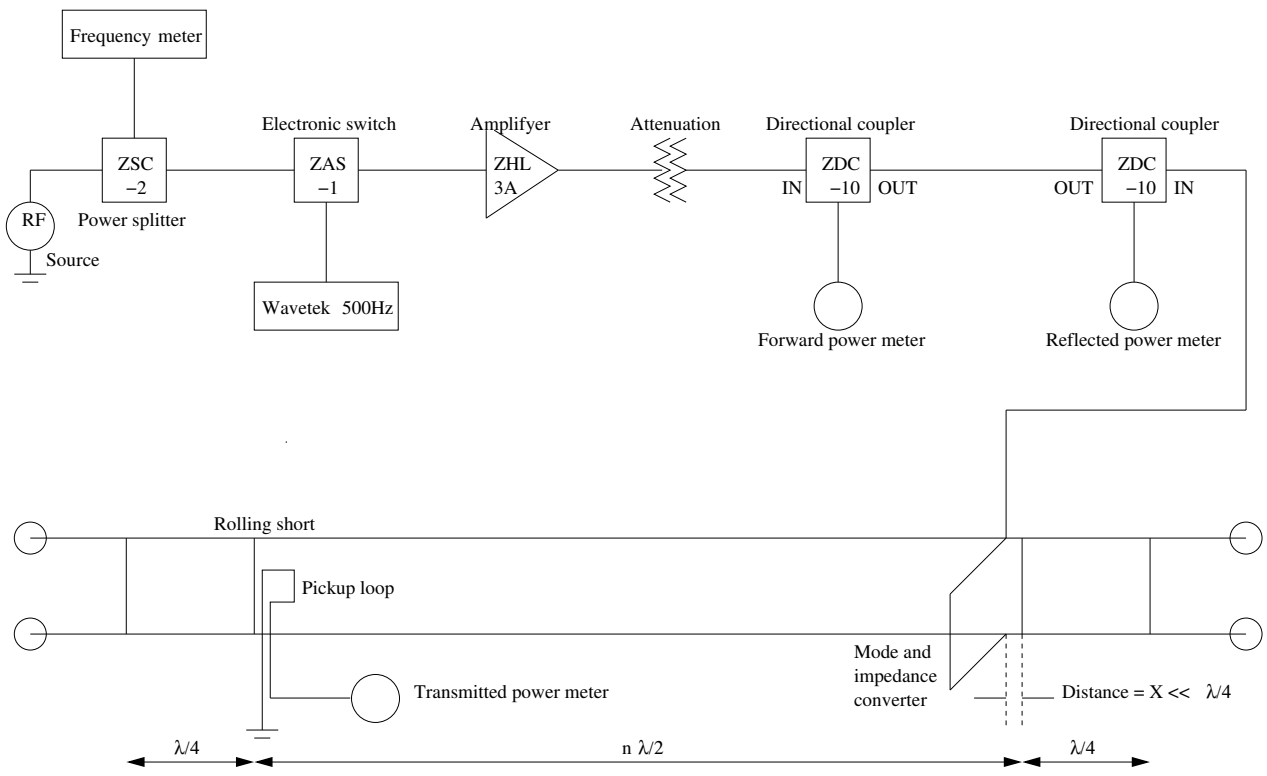 Frequency meter
Electronic switch
Amplifyer
Attenuation
Directional coupler
Directional coupler
ZSC
−2
ZAS
−1
ZHL
3A
ZDC
−10
IN
OUT
ZDC
−10
OUT
IN
RF
Source
Power splitter
Wavetek 500Hz
Forward power meter
Reflected power meter
Rolling short
Pickup loop
Transmitted power meter
Mode and
impedance
converter
Distance = X << λ/4
λ/4
n λ/2
λ/4